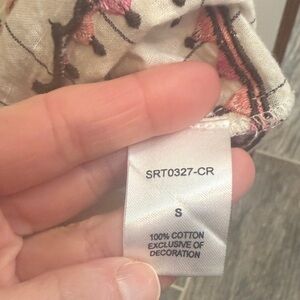 SRT0327-CR
S
100% COTTON
EXCLUSIVE OF
DECORATION